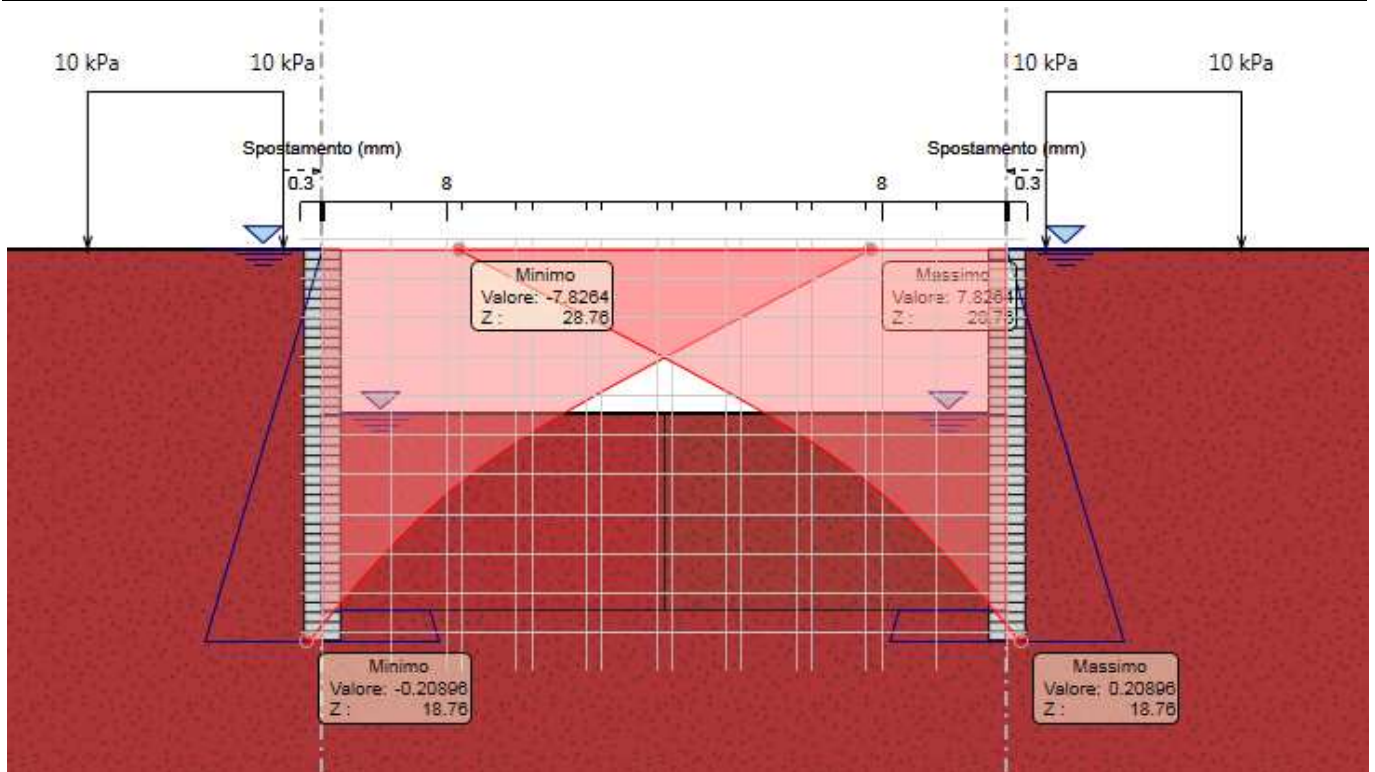 10 kPa
10 kPa
10 kPa
10 kPa
Spostamento (mm)
Spostamento (mm)
0.3
8
8
0.3
Minimo
Valore: -7.8264
Z : 28.76
Massimo
Valore: 7.8264
Z : 28.76
Minimo
Valore: -0.20896
Z : 18.76
Massimo
Valore: 0.20896
Z : 18.76